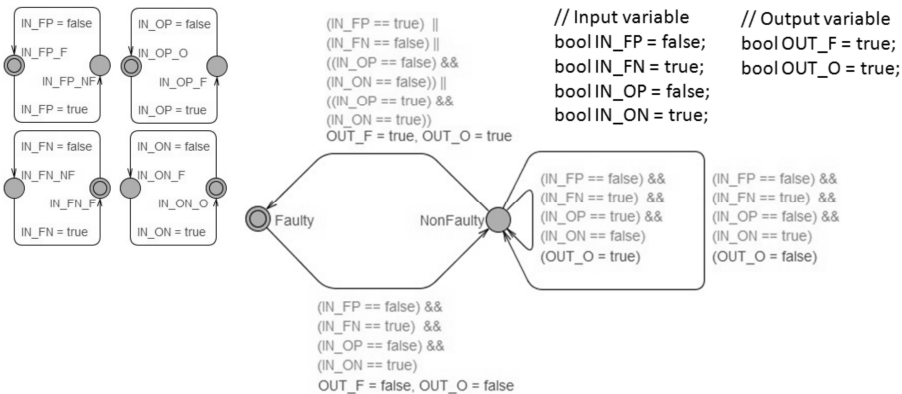 IN_FP = false
IN_FP_F
IN_FP_NF
IN_FP = true
IN_OP = false
IN_OP_O
IN_OP_F
IN_OP = true
IN_FN = false
IN_FN_NF
IN_FN_F
IN_FN = true
IN_ON = false
IN_ON_F
IN_ON_O
IN_ON = true
(IN_FP == true) ||
(IN_FN == false) ||
((IN_OP == false) &&
(IN_ON == false)) ||
((IN_OP == true) &&
(IN_ON == true))
OUT_F = true, OUT_O = true
// Input variable
bool IN_FP = false;
bool IN_FN = true;
bool IN_OP = false;
bool IN_ON = true;
// Output variable
bool OUT_F = true;
bool OUT_O = true;
Faulty
NonFaulty
(IN_FP == false) &&
(IN_FN == true) &&
(IN_OP == true) &&
(IN_ON == false)
(OUT_O = true)
(IN_FP == false) &&
(IN_FN == true) &&
(IN_OP == false) &&
(IN_ON == true)
(OUT_O = false)
(IN_FP == false) &&
(IN_FN == true) &&
(IN_OP == false) &&
(IN_ON == true)
OUT_F = false, OUT_O = false